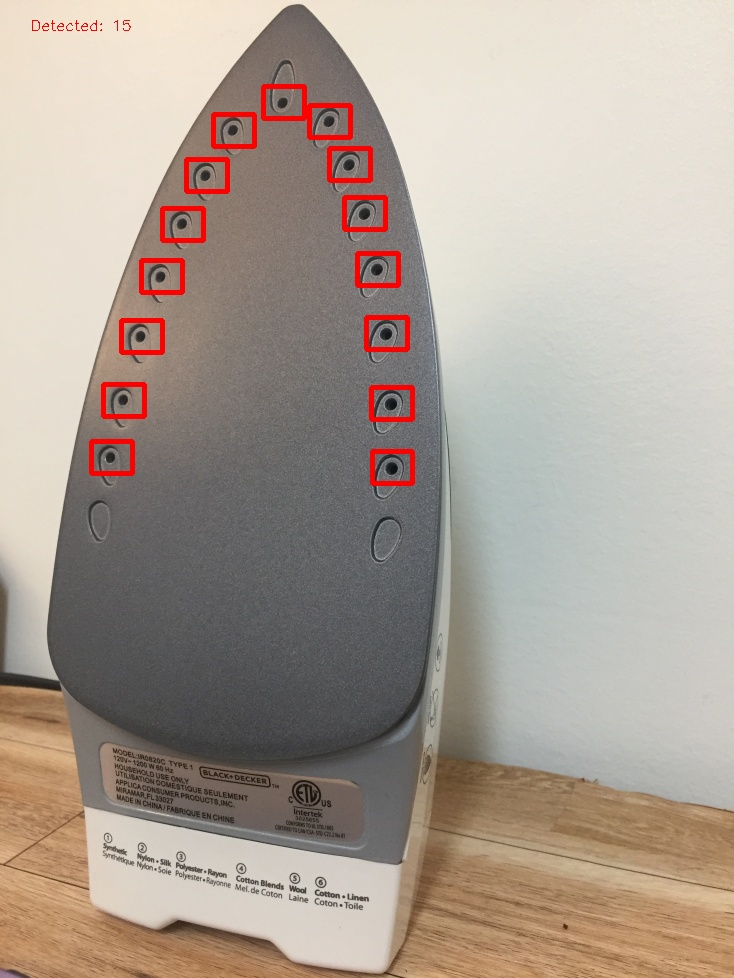 Detected: 15
MODEL:IR0820C TYPE 1
120V~ 1200 W 60 Hz
HOUSEHOLD USE ONLY
BLACK+DECKER™
UTILISATION DOMESTIQUE SEULEMENT
APPLICA CONSUMER PRODUCTS,INC.
MIRAMAR,FL 33027
MADE IN CHINA / FABRIQUE EN CHINE
C ETL US
Intertek
① ② ③ ④ ⑤ ⑥
Synthetic Nylon • Silk Polyester • Rayon Cotton Blends Wool Cotton • Linen
Synthétique Nylon • Soie Polyester • Rayonne Mel. de Coton Laine Coton • Toile